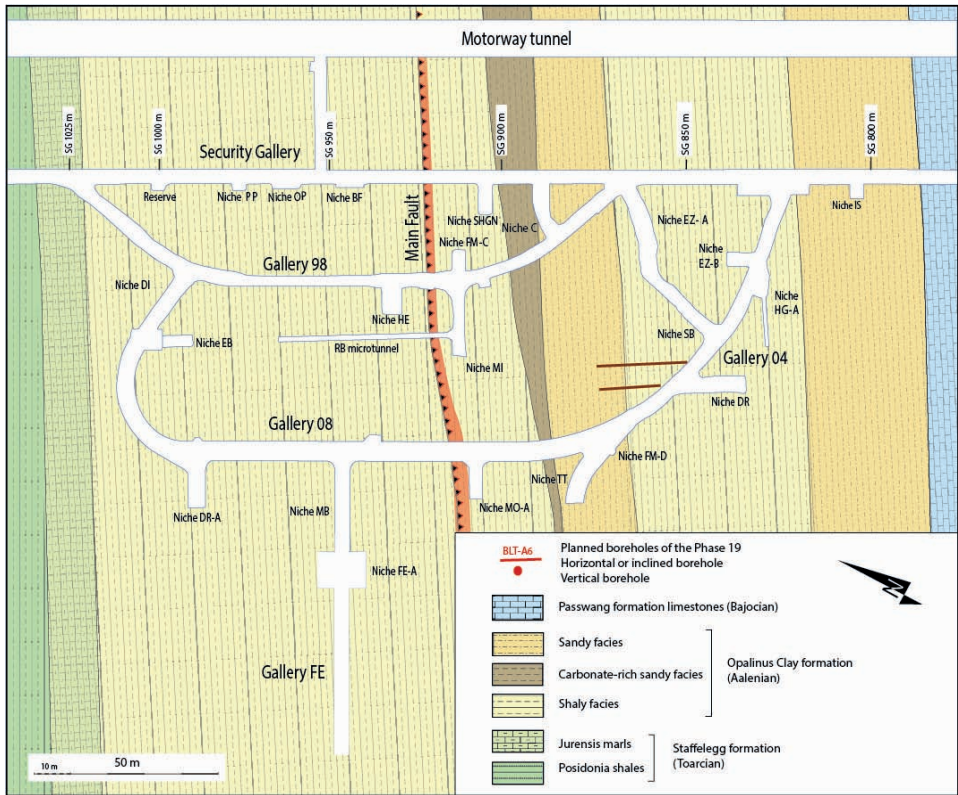 Motorway tunnel
SG 1025 m
SG 1000 m
SG 950 m
SG 900 m
SG 850 m
SG 800 m
Security Gallery
Reserve
Niche PP
Niche OP
Niche BF
Main Fault
Niche SHGN
Niche C
Niche FM-C
Niche EZ- A
Niche IS
Niche
EZ-B
Gallery 98
Niche DI
Niche
HG-A
Niche HE
Niche EB
RB microtunnel
Niche MI
Niche SB
Gallery 04
Niche DR
Gallery 08
Niche FM-D
Niche TT
Niche DR-A
Niche MB
Niche MO-A
Niche FE-A
Gallery FE
10 m
50 m
BLT-A6
Planned boreholes of the Phase 19
Horizontal or inclined borehole
Vertical borehole
N
Passwang formation limestones (Bajocian)
Sandy facies
Carbonate-rich sandy facies
Shaly facies
Opalinus Clay formation
(Aalenian)
Jurensis marls
Posidonia shales
Staffelegg formation
(Toarcian)